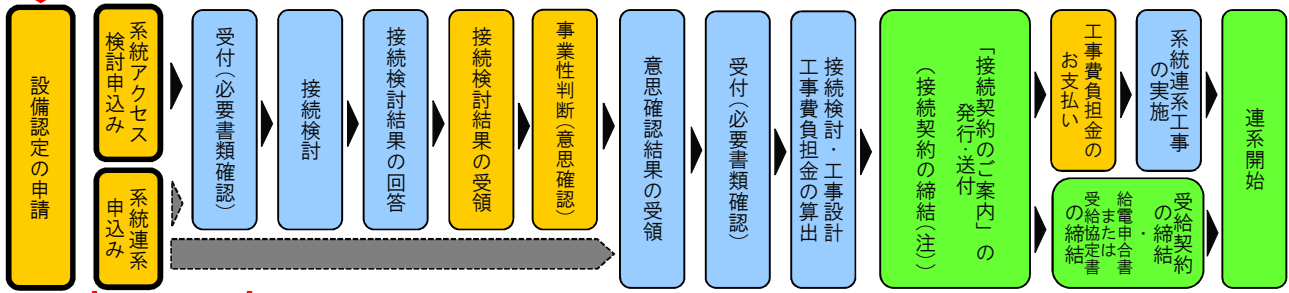 設備認定の申請
系統アクセス
検討申込み
系統連系
申込み
受付（必要書類確認）
接続検討
接続検討結果の回答
接続検討結果の受領
事業性判断（意思確認）
意思確認結果の受領
受付（必要書類確認）
接続検討・工事設計
工事費負担金の算出
「接続契約のご案内」の
発行・送付
（接続契約の締結（注））
工事費負担金の
お支払い
系統連系工事
の実施
受給契約
の締結
・
給電申合書
または
受給協定書
の締結
連系開始